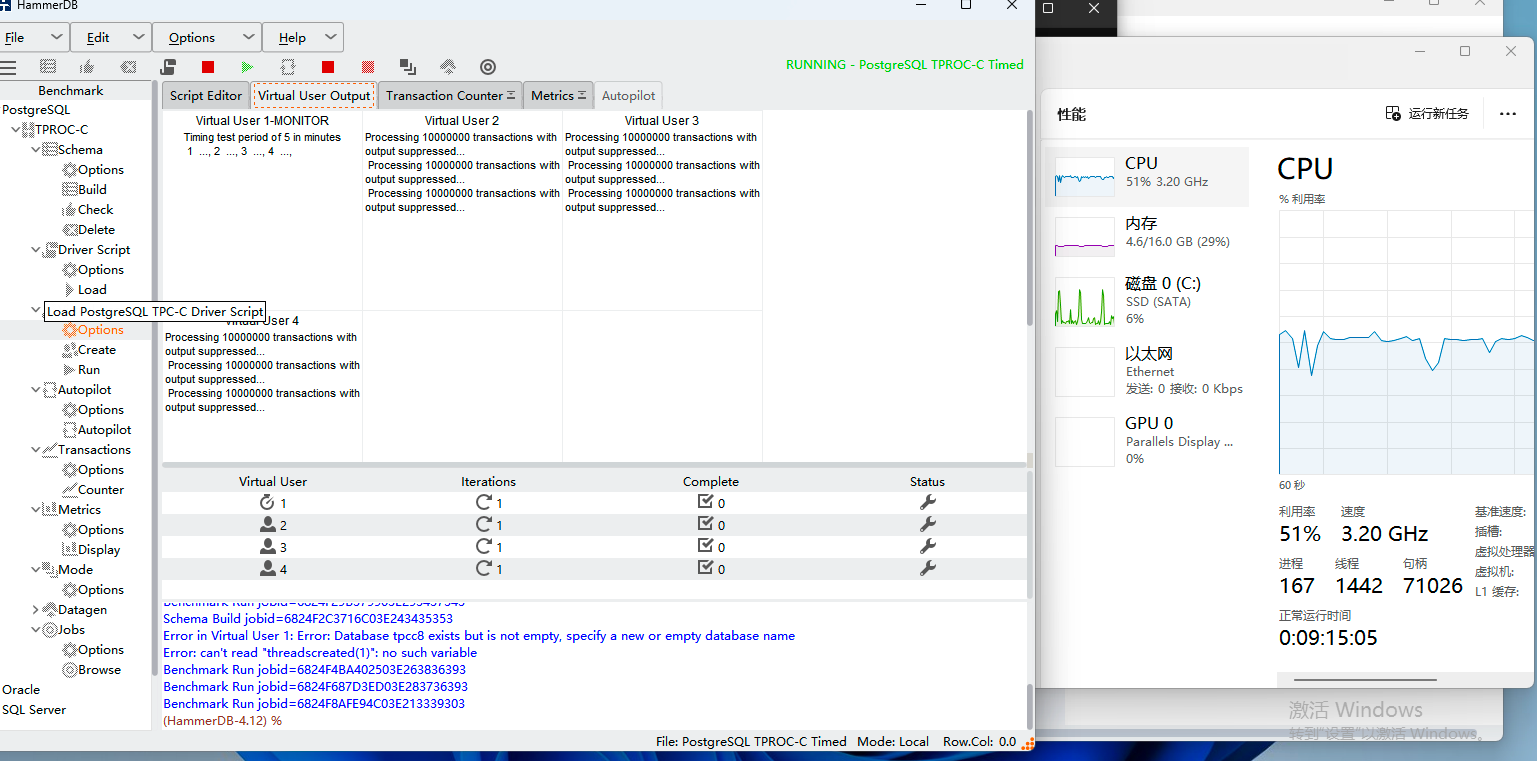 HammerDB
File
Edit
Options
Help
RUNNING - PostgreSQL TPROC-C Timed
Benchmark
PostgreSQL
TPROC-C
Schema
Options
Build
Check
Delete
Driver Script
Options
Load
Load PostgreSQL TPC-C Driver Script
Options
Create
Run
Autopilot
Options
Autopilot
Transactions
Options
Counter
Metrics
Options
Display
Mode
Options
Datagen
Jobs
Options
Browse
Oracle
SQL Server
Script Editor
Virtual User Output
Transaction Counter
Metrics
Autopilot
Virtual User 1-MONITOR
Timing test period of 5 in minutes
1 ..., 2 ..., 3 ..., 4 ...,
Virtual User 2
Processing 10000000 transactions with
output suppressed...
Processing 10000000 transactions with
output suppressed...
Processing 10000000 transactions with
output suppressed...
Virtual User 3
Processing 10000000 transactions with
output suppressed...
Processing 10000000 transactions with
output suppressed...
Processing 10000000 transactions with
output suppressed...
Virtual User 4
Processing 10000000 transactions with
output suppressed...
Processing 10000000 transactions with
output suppressed...
Processing 10000000 transactions with
output suppressed...
Virtual User Iterations Complete Status
1 1 0
2 1 0
3 1 0
4 1 0
Schema Build jobid=6824F2C3716C03E243435353
Error in Virtual User 1: Error: Database tpcc8 exists but is not empty, specify a new or empty database name
Error: can't read "threadscreated(1)": no such variable
Benchmark Run jobid=6824F4BA402503E263836393
Benchmark Run jobid=6824F687D3ED03E283736393
Benchmark Run jobid=6824F8AFE94C03E213339303
(HammerDB-4.12) %
File: PostgreSQL TPROC-C Timed Mode: Local Row.Col: 0.0
性能
运行新任务
CPU
51% 3.20 GHz
内存
4.6/16.0 GB (29%)
磁盘 0 (C:)
SSD (SATA)
6%
以太网
Ethernet
发送: 0 接收: 0 Kbps
GPU 0
Parallels Display ...
0%
CPU
% 利用率
60 秒
利用率 速度
51% 3.20 GHz
进程 线程 句柄
167 1442 71026
正常运行时间
0:09:15:05
基准速度:
插槽:
虚拟处理器
虚拟机:
L1 缓存:
激活 Windows
转到"设置"以激活 Windows。